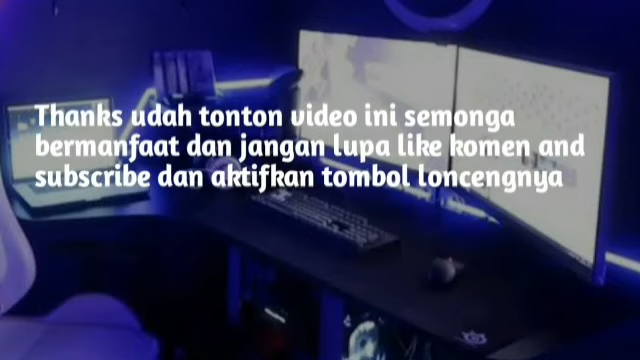 Thanks udah tonton video ini semonga
bermanfaat dan jangan lupa like komen and
subscribe dan aktifkan tombol loncengnya